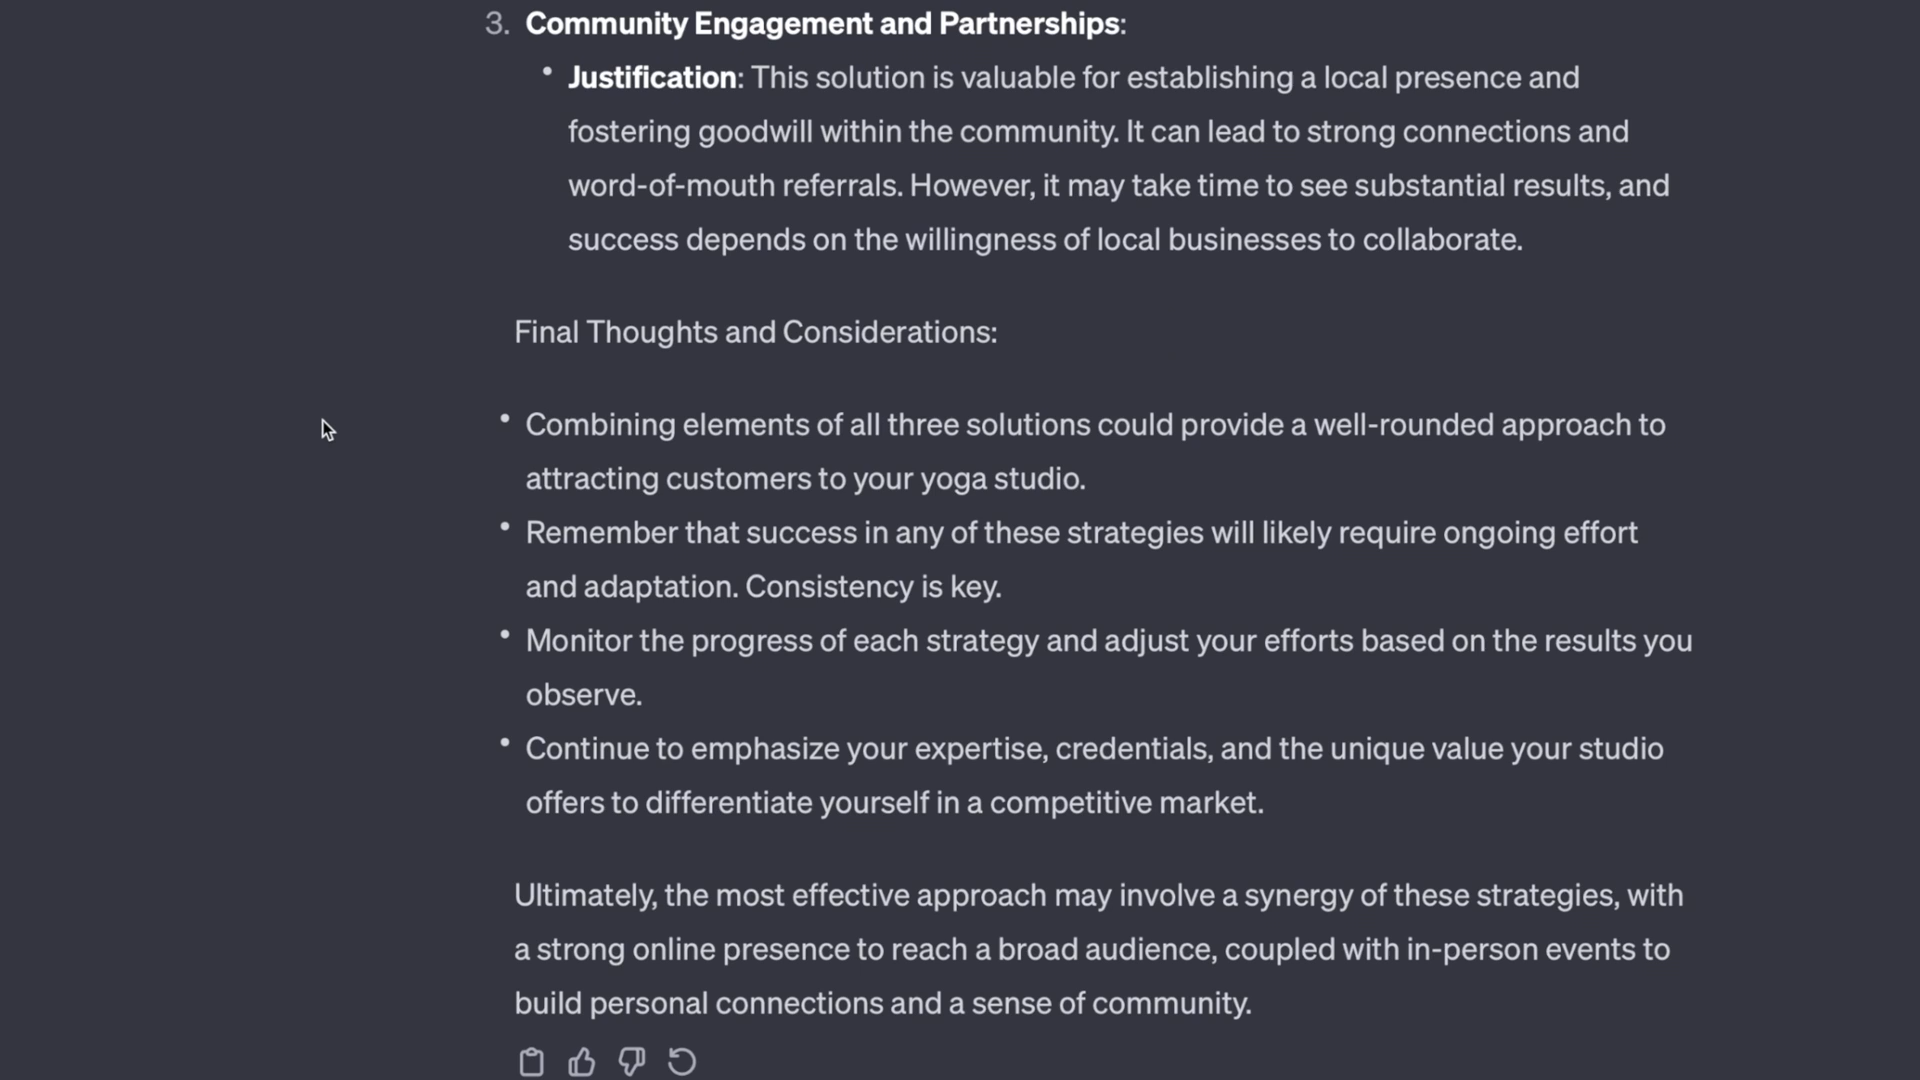 3. Community Engagement and Partnerships:
• Justification: This solution is valuable for establishing a local presence and
fostering goodwill within the community. It can lead to strong connections and
word-of-mouth referrals. However, it may take time to see substantial results, and
success depends on the willingness of local businesses to collaborate.
Final Thoughts and Considerations:
• Combining elements of all three solutions could provide a well-rounded approach to
attracting customers to your yoga studio.
• Remember that success in any of these strategies will likely require ongoing effort
and adaptation. Consistency is key.
• Monitor the progress of each strategy and adjust your efforts based on the results you
observe.
• Continue to emphasize your expertise, credentials, and the unique value your studio
offers to differentiate yourself in a competitive market.
Ultimately, the most effective approach may involve a synergy of these strategies, with
a strong online presence to reach a broad audience, coupled with in-person events to
build personal connections and a sense of community.